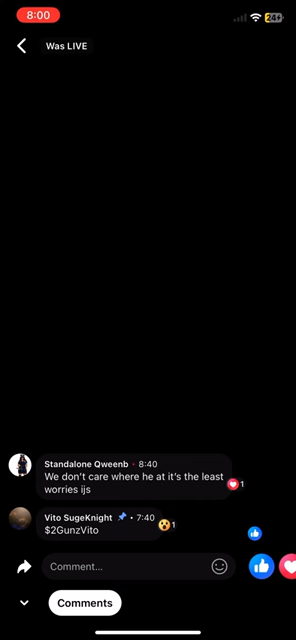 8:00
24
Was LIVE
Standalone Qweenb • 8:40
We don't care where he at it's the least
worries ijs
1
Vito SugeKnight • 7:40
$2GunzVito
1
Comment...
Comments